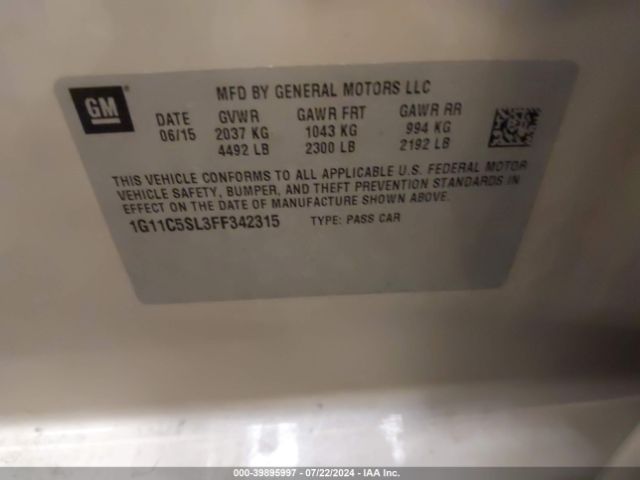 GM
MFD BY GENERAL MOTORS LLC
DATE GVWR GAWR FRT GAWR RR
06/15 2037 KG 1043 KG 994 KG
4492 LB 2300 LB 2192 LB
THIS VEHICLE CONFORMS TO ALL APPLICABLE U.S. FEDERAL MOTOR
VEHICLE SAFETY, BUMPER, AND THEFT PREVENTION STANDARDS IN
EFFECT ON THE DATE OF MANUFACTURE SHOWN ABOVE.
1G11C5SL3FF342315 TYPE: PASS CAR
000-39895997 - 07/22/2024 - IAA Inc.